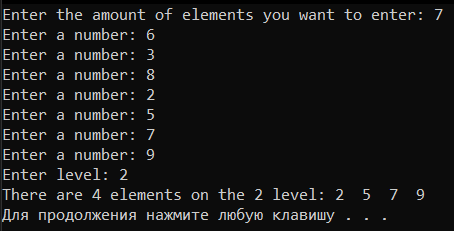 Enter the amount of elements you want to enter: 7
Enter a number: 6
Enter a number: 3
Enter a number: 8
Enter a number: 2
Enter a number: 5
Enter a number: 7
Enter a number: 9
Enter level: 2
There are 4 elements on the 2 level: 2  5  7  9
Для продолжения нажмите любую клавишу . . .